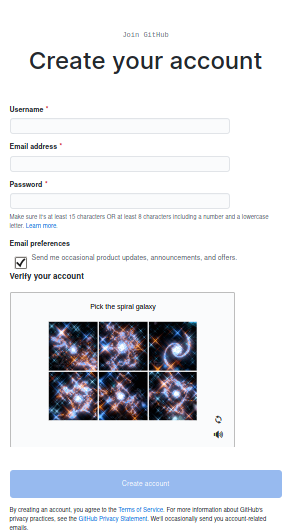 Join GitHub
Create your account
Username *
Email address *
Password *
Make sure it's at least 15 characters OR at least 8 characters including a number and a lowercase
letter. Learn more.
Email preferences
Send me occasional product updates, announcements, and offers.
Verify your account
Pick the spiral galaxy
Create account
By creating an account, you agree to the Terms of Service. For more information about GitHub's
privacy practices, see the GitHub Privacy Statement. We'll occasionally send you account-related
emails.